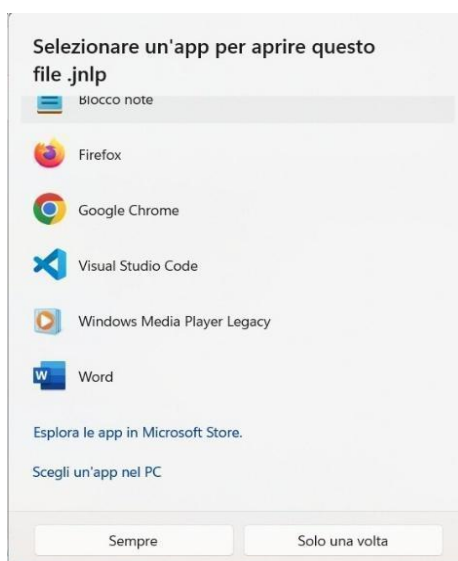 Selezionare un'app per aprire questo
file .jnlp
Blocco note
Firefox
Google Chrome
Visual Studio Code
Windows Media Player Legacy
W Word
Esplora le app in Microsoft Store.
Scegli un'app nel PC
Sempre
Solo una volta